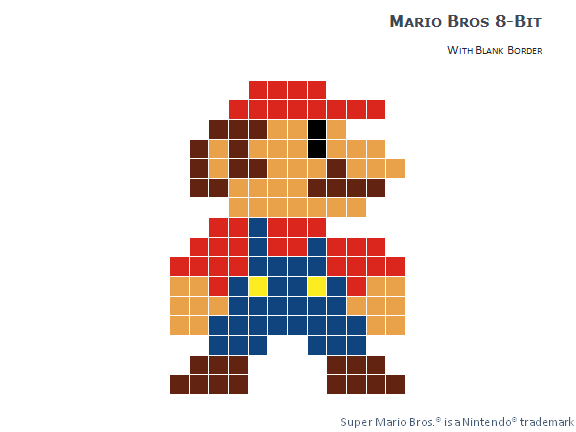 Mario Bros 8-Bit
With Blank Border
Super Mario Bros.® is a Nintendo® trademark